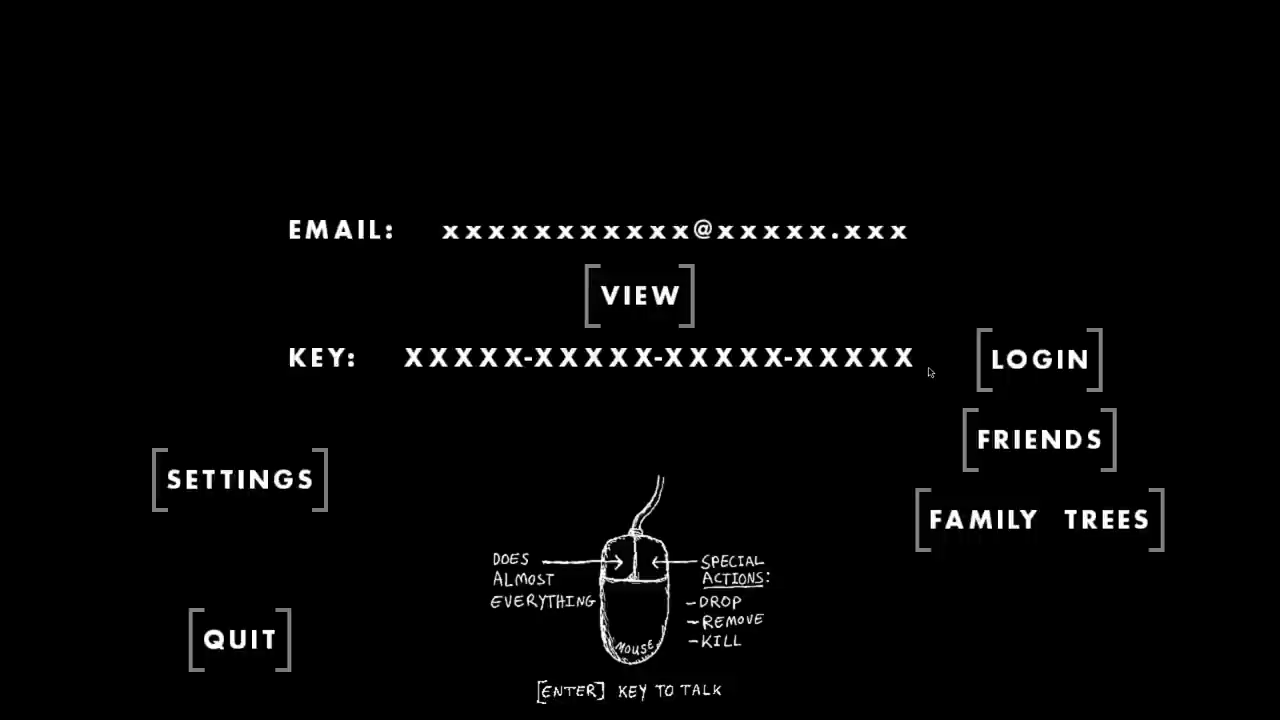 EMAIL: xxxxxxxxxxx@xxxxx.xxx
VIEW
KEY: XXXXX-XXXXX-XXXXX-XXXXX
LOGIN
FRIENDS
SETTINGS
FAMILY TREES
DOES
ALMOST
EVERYTHING
SPECIAL
ACTIONS:
-DROP
-REMOVE
-KILL
MOUSE
QUIT
[ENTER] KEY TO TALK